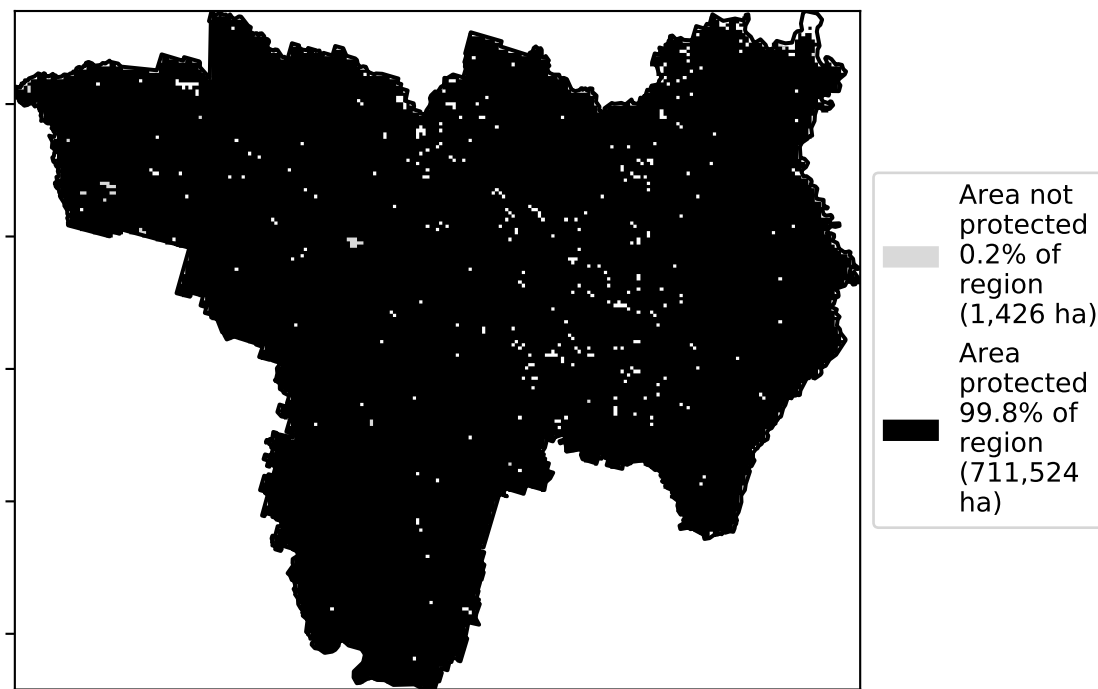 Area not
protected
0.2% of
region
(1,426 ha)
Area
protected
99.8% of
region
(711,524
ha)